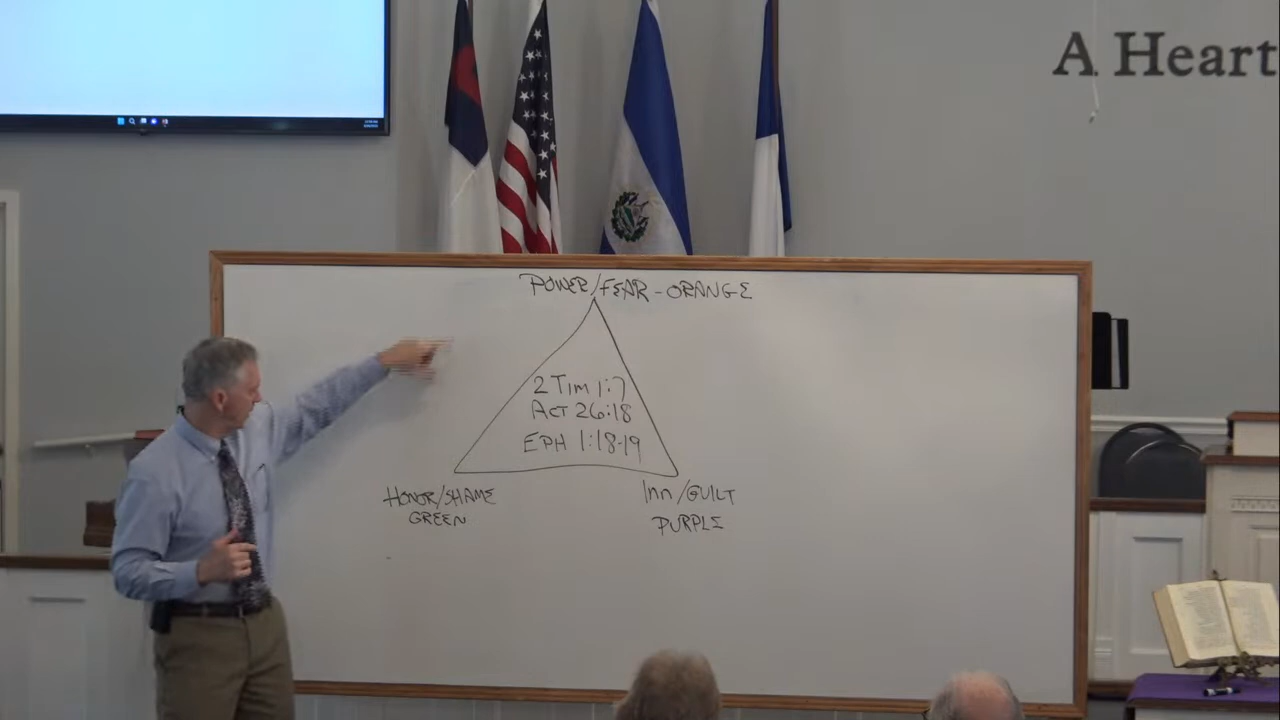 A Heart
POWER/FEAR - ORANGE
2 TIM 1:7
ACT 26:18
EPH 1:18-19
HONOR/SHAME
GREEN
INN/GUILT
PURPLE